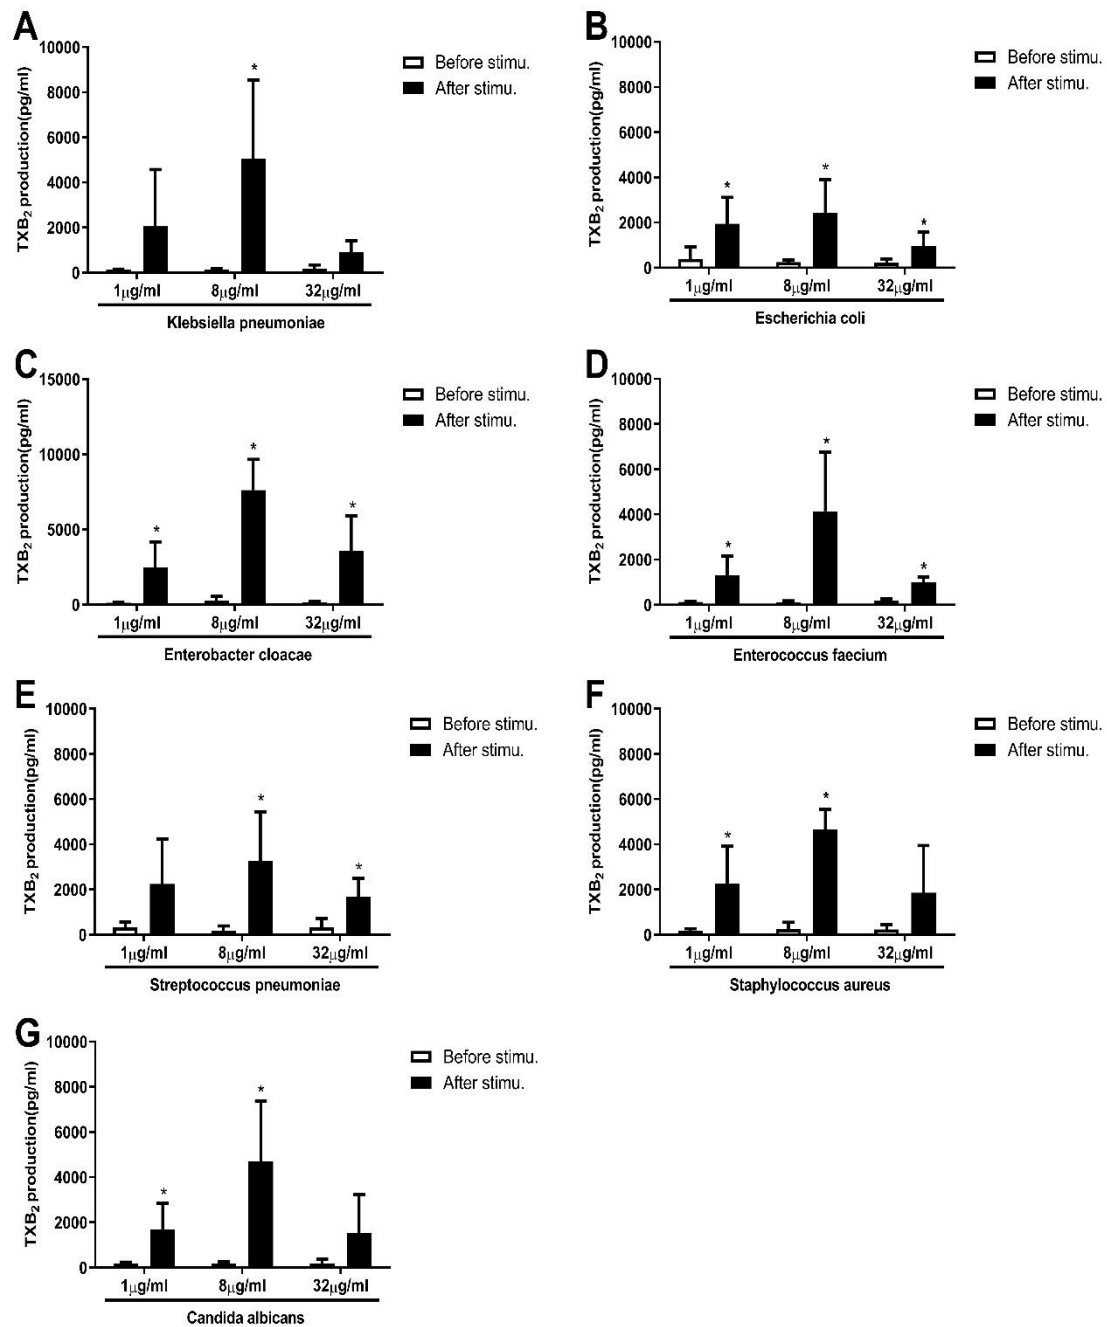 A
TXB2 production(pg/ml)
10000
8000
6000
4000
2000
0
*
Before stimu.
After stimu.
1μg/ml 8μg/ml 32μg/ml
Klebsiella pneumoniae
B
TXB2 production(pg/ml)
10000
8000
6000
4000
2000
0
* * *
Before stimu.
After stimu.
1μg/ml 8μg/ml 32μg/ml
Escherichia coli
C
TXB2 production(pg/ml)
15000
10000
5000
0
* * *
Before stimu.
After stimu.
1μg/ml 8μg/ml 32μg/ml
Enterobacter cloacae
D
TXB2 production(pg/ml)
10000
8000
6000
4000
2000
0
* * *
Before stimu.
After stimu.
1μg/ml 8μg/ml 32μg/ml
Enterococcus faecium
E
TXB2 production(pg/ml)
10000
8000
6000
4000
2000
0
* *
Before stimu.
After stimu.
1μg/ml 8μg/ml 32μg/ml
Streptococcus pneumoniae
F
TXB2 production(pg/ml)
10000
8000
6000
4000
2000
0
* *
Before stimu.
After stimu.
1μg/ml 8μg/ml 32μg/ml
Staphylococcus aureus
G
TXB2 production(pg/ml)
10000
8000
6000
4000
2000
0
* *
Before stimu.
After stimu.
1μg/ml 8μg/ml 32μg/ml
Candida albicans